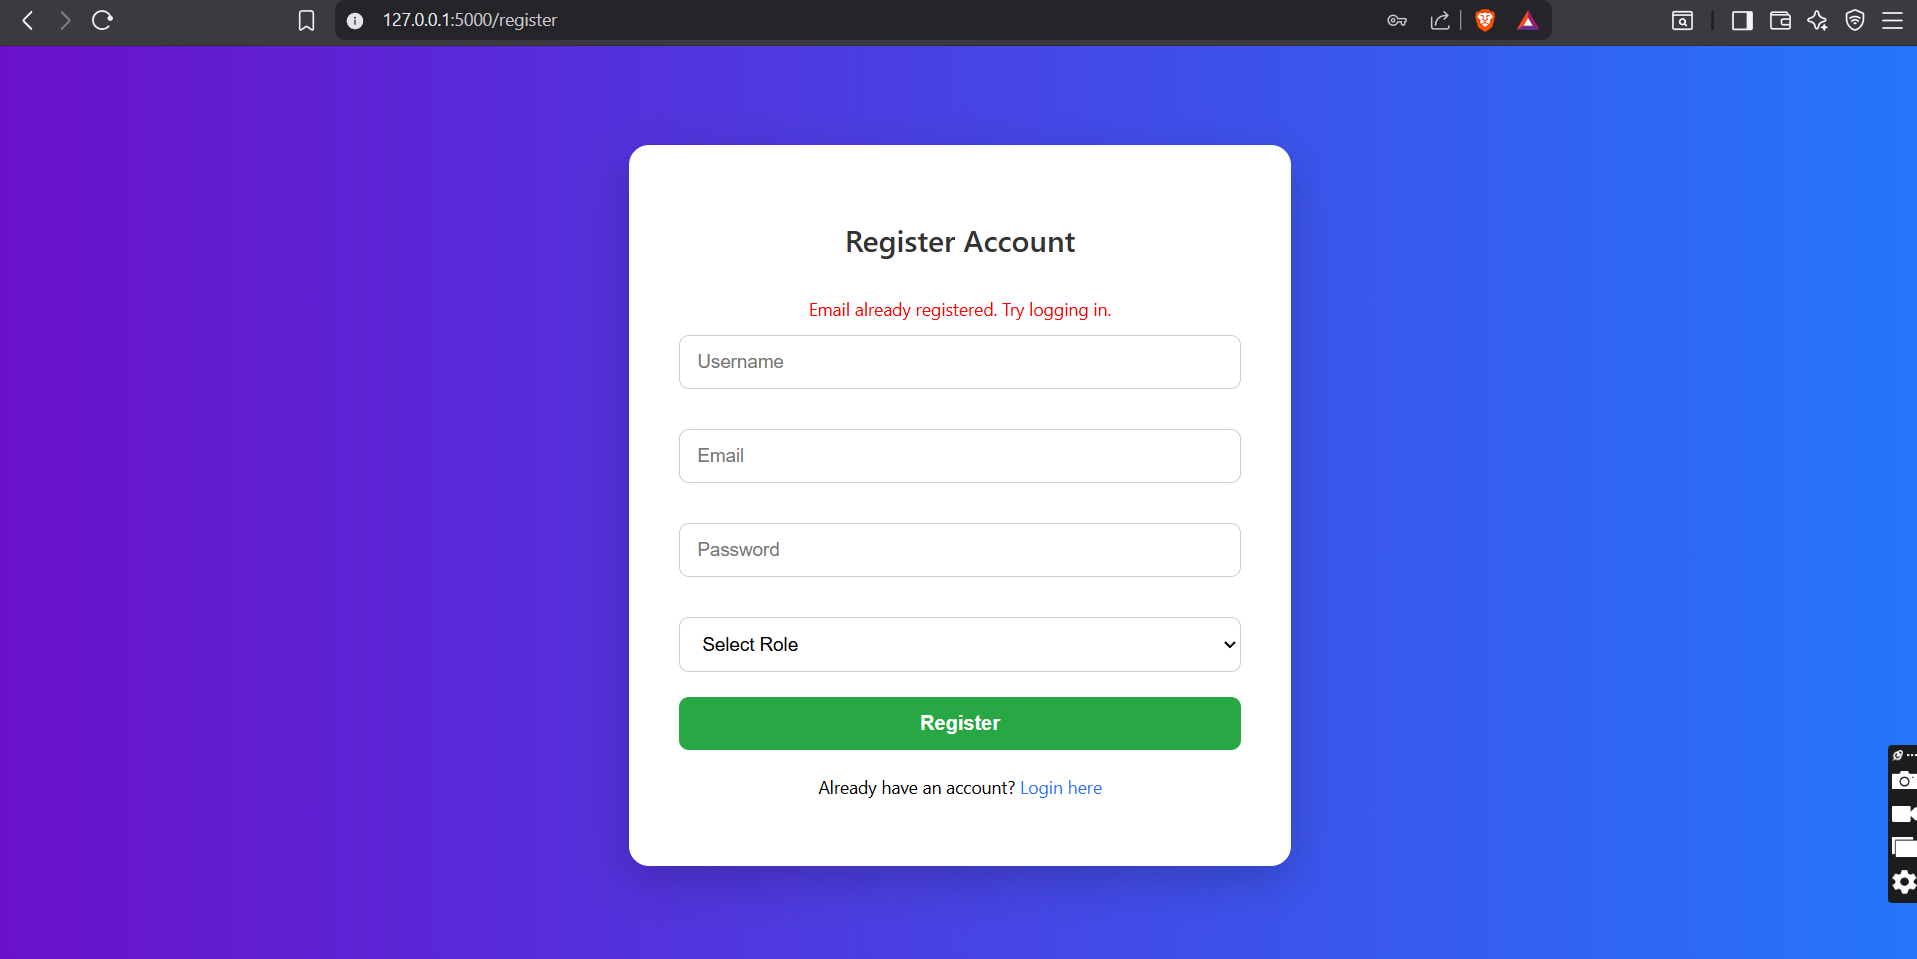 127.0.0.1:5000/register
Register Account
Email already registered. Try logging in.
Username
Email
Password
Select Role
Register
Already have an account? Login here